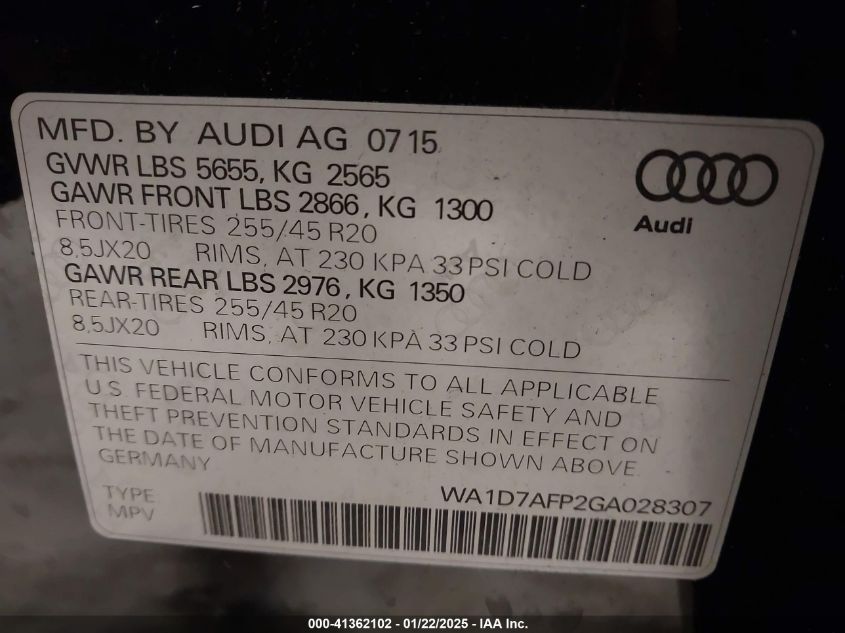 MFD. BY AUDI AG 07 15
GVWR LBS 5655, KG 2565
GAWR FRONT LBS 2866, KG 1300
FRONT-TIRES 255/45 R20
8,5JX20 RIMS, AT 230 KPA 33 PSI COLD
GAWR REAR LBS 2976, KG 1350
REAR-TIRES 255/45 R20
8,5JX20 RIMS, AT 230 KPA 33 PSI COLD
Audi
THIS VEHICLE CONFORMS TO ALL APPLICABLE
U.S. FEDERAL MOTOR VEHICLE SAFETY AND
THEFT PREVENTION STANDARDS IN EFFECT ON
THE DATE OF MANUFACTURE SHOWN ABOVE.
GERMANY
WA1D7AFP2GA028307
TYPE
MPV
000-41362102 - 01/22/2025 - IAA Inc.